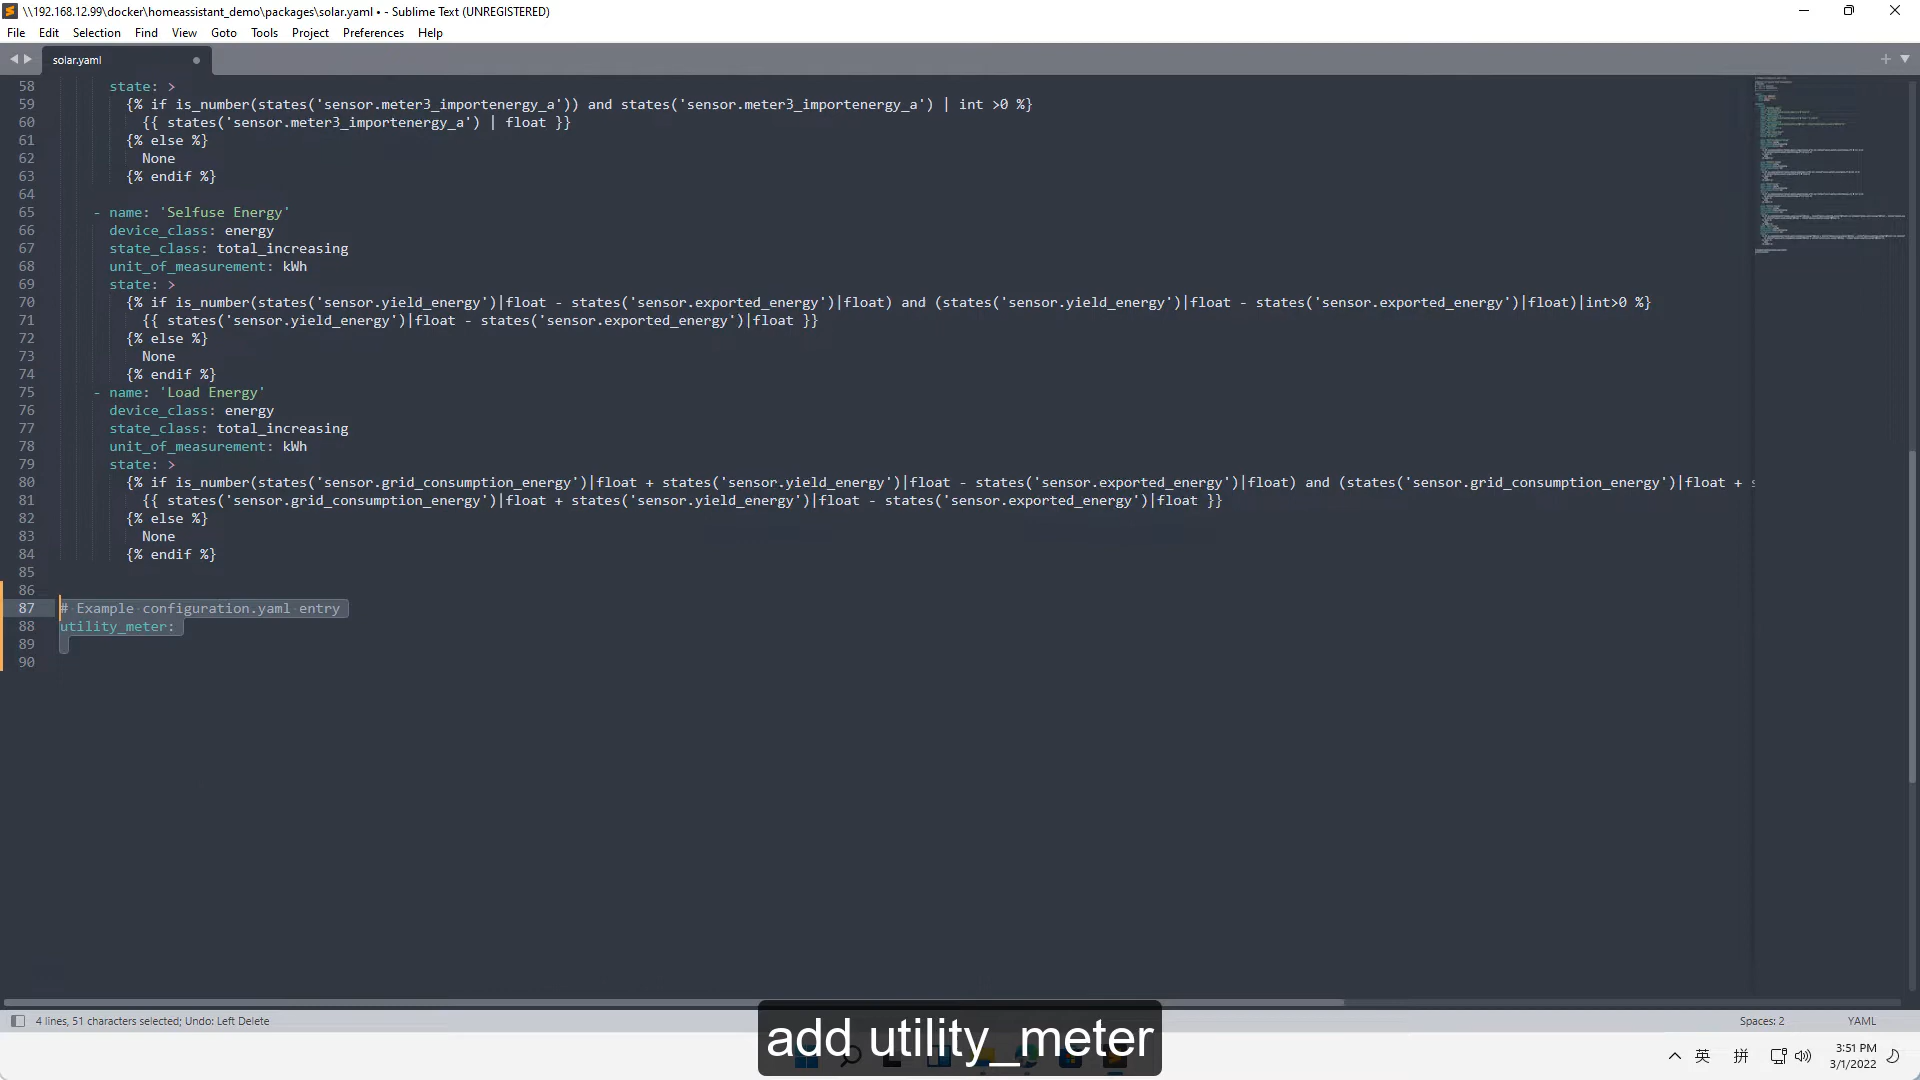 \\192.168.12.99\docker\homeassistant_demo\packages\solar.yaml • - Sublime Text (UNREGISTERED)
File Edit Selection Find View Goto Tools Project Preferences Help
solar.yaml
58 state: >
59 {% if is_number(states('sensor.meter3_importenergy_a')) and states('sensor.meter3_importenergy_a') | int >0 %}
60 {{ states('sensor.meter3_importenergy_a') | float }}
61 {% else %}
62 None
63 {% endif %}
64
65 - name: 'Selfuse Energy'
66 device_class: energy
67 state_class: total_increasing
68 unit_of_measurement: kWh
69 state: >
70 {% if is_number(states('sensor.yield_energy')|float - states('sensor.exported_energy')|float) and (states('sensor.yield_energy')|float - states('sensor.exported_energy')|float)|int>0 %}
71 {{ states('sensor.yield_energy')|float - states('sensor.exported_energy')|float }}
72 {% else %}
73 None
74 {% endif %}
75 - name: 'Load Energy'
76 device_class: energy
77 state_class: total_increasing
78 unit_of_measurement: kWh
79 state: >
80 {% if is_number(states('sensor.grid_consumption_energy')|float + states('sensor.yield_energy')|float - states('sensor.exported_energy')|float) and (states('sensor.grid_consumption_energy')|float +
81 {{ states('sensor.grid_consumption_energy')|float + states('sensor.yield_energy')|float - states('sensor.exported_energy')|float }}
82 {% else %}
83 None
84 {% endif %}
85
86
87 # Example configuration.yaml entry
88 utility_meter:
89
90
4 lines, 51 characters selected; Undo: Left Delete
Spaces: 2 YAML
add utility_meter
英 拼 3:51 PM
3/1/2022